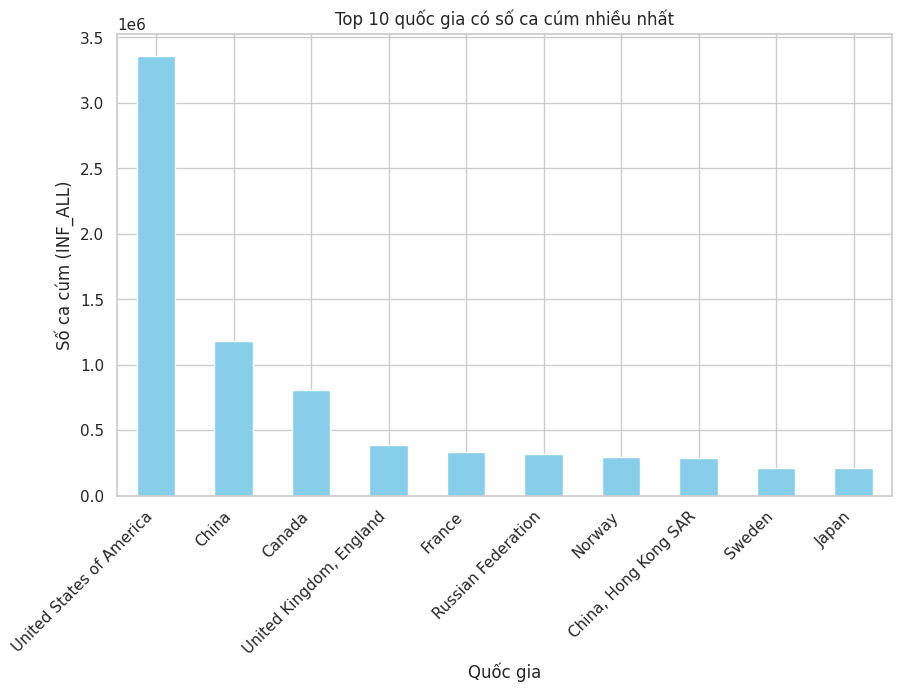 Top 10 quốc gia có số ca cúm nhiều nhất
1e6
3.5
3.0
2.5
2.0
1.5
1.0
0.5
0.0
Số ca cúm (INF_ALL)
United States of America
China
Canada
United Kingdom, England
France
Russian Federation
Norway
China, Hong Kong SAR
Sweden
Japan
Quốc gia